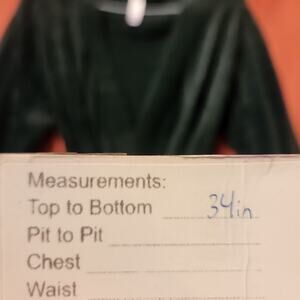 Measurements:
Top to Bottom 34in
Pit to Pit
Chest
Waist